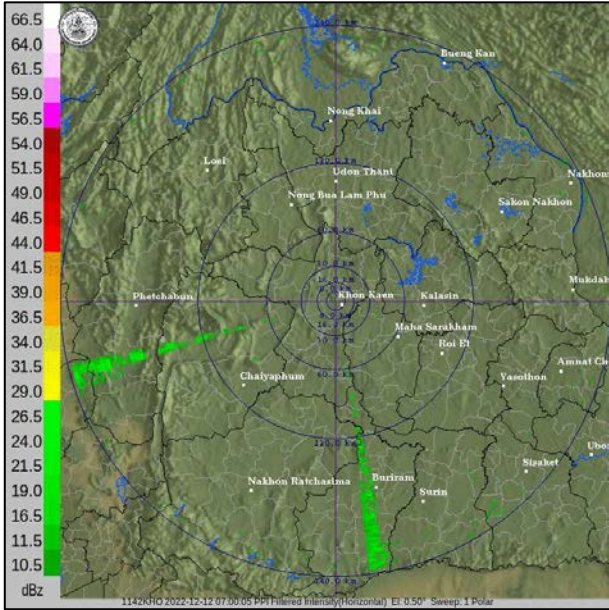 66.5
64.0
61.5
59.0
56.5
54.0
51.5
49.0
46.5
44.0
41.5
39.0
36.5
34.0
31.5
29.0
26.5
24.0
21.5
19.0
16.5
14.0
11.5
10.5
dBz
Bueng Kan
Nong Khai
Loei
Udon Thani
Nakhon
Nong Bua Lam Phu
Sakon Nakhon
Mukdah
Phetchabun
Khon Kaen
Kalasin
Maha Sarakham
Roi Et
Amnat Ch
Chaiyaphum
Yasothon
Ubo
Sisaket
Nakhon Ratchasima
Buriram
Surin
1142KHO 2022-12-12 07:00:05 PPI Filtered Intensity(Horizontal) El: 0.50° Sweep: 1 Polar